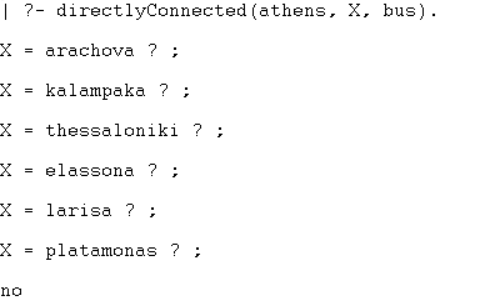 | ?- directlyConnected(athens, X, bus).
X = arachova ? ;
X = kalampaka ? ;
X = thessaloniki ? ;
X = elassona ? ;
X = larisa ? ;
X = platamonas ? ;
no